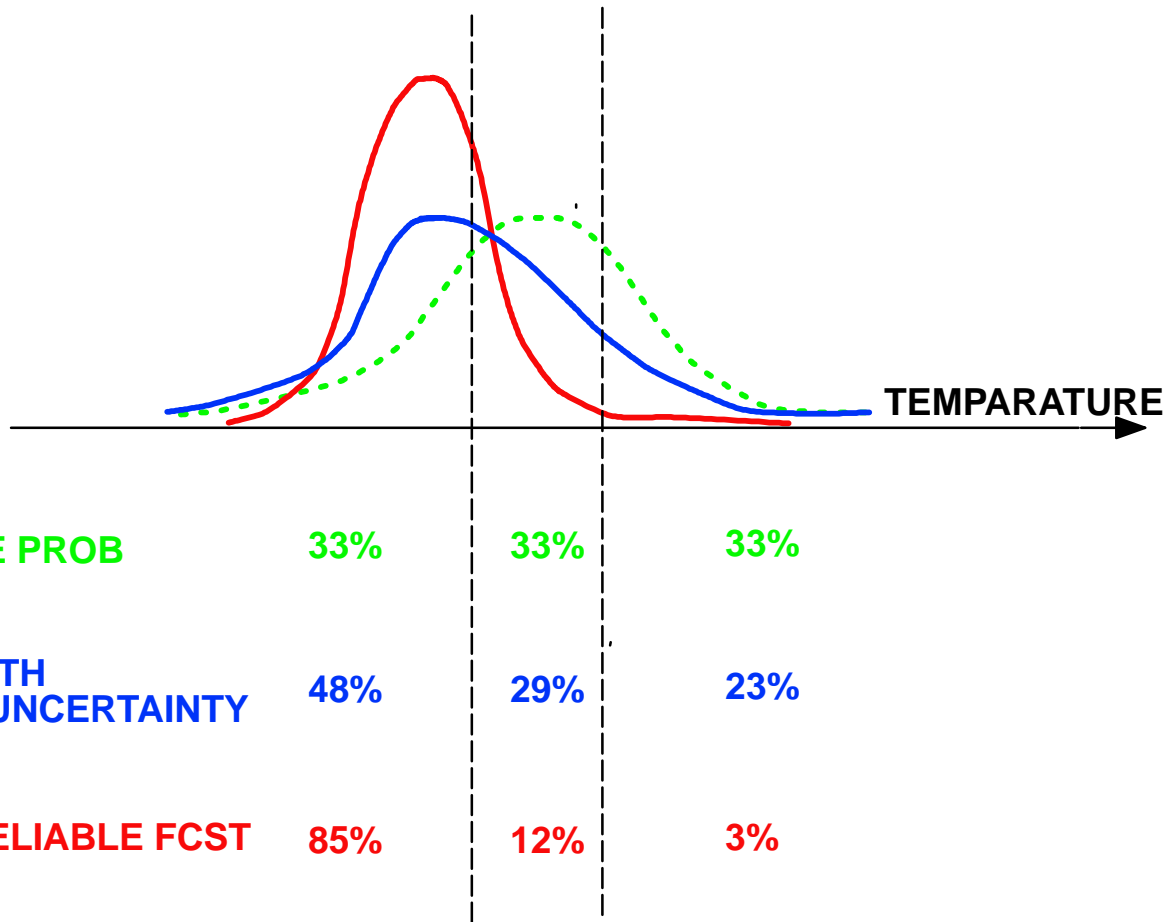 TEMPARATURE
E PROB 33% 33% 33%
TH
UNCERTAINTY 48% 29% 23%
ELIABLE FCST 85% 12% 3%